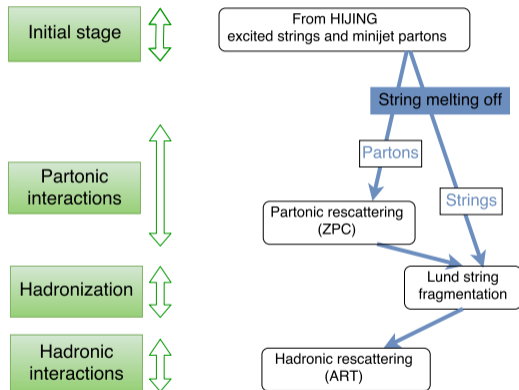 Initial stage
From HIJING
excited strings and minijet partons
String melting off
Partons
Partonic
interactions
Strings
Partonic rescattering
(ZPC)
Hadronization
Lund string
fragmentation
Hadronic
interactions
Hadronic rescattering
(ART)